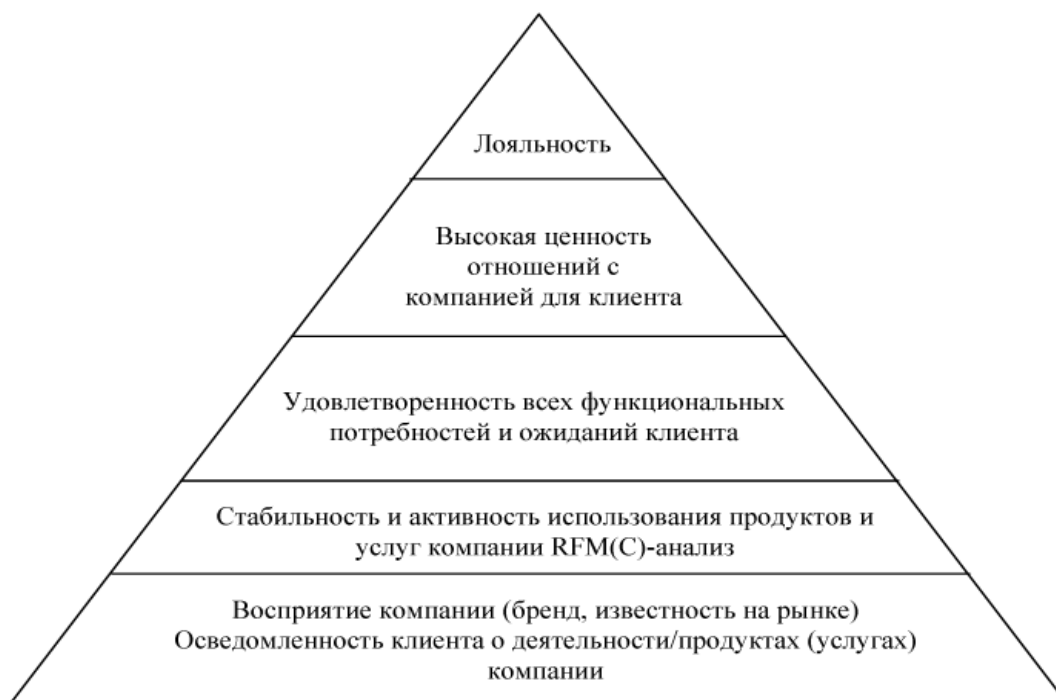 Лояльность
Высокая ценность
отношений с
компанией для клиента
Удовлетворенность всех функциональных
потребностей и ожиданий клиента
Стабильность и активность использования продуктов и
услуг компании RFM(C)-анализ
Восприятие компании (бренд, известность на рынке)
Осведомленность клиента о деятельности/продуктах (услугах)
компании